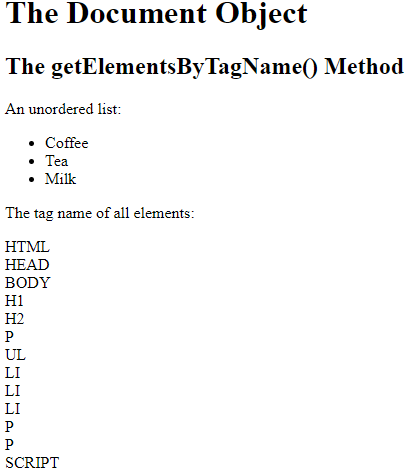 The Document Object
The getElementsByTagName() Method
An unordered list:
• Coffee
• Tea
• Milk
The tag name of all elements:
HTML
HEAD
BODY
H1
H2
P
UL
LI
LI
LI
P
P
SCRIPT